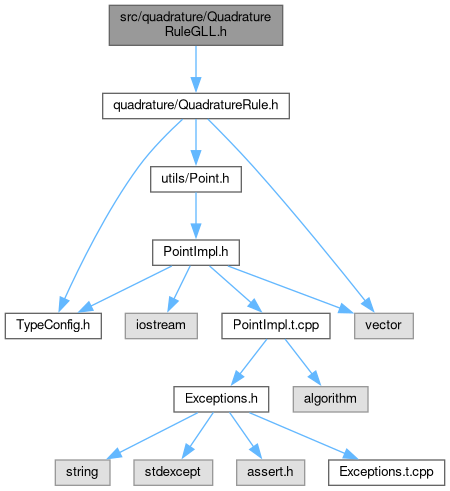 src/quadrature/Quadrature
RuleGLL.h
quadrature/QuadratureRule.h
utils/Point.h
PointImpl.h
TypeConfig.h
iostream
PointImpl.t.cpp
vector
Exceptions.h
algorithm
string
stdexcept
assert.h
Exceptions.t.cpp